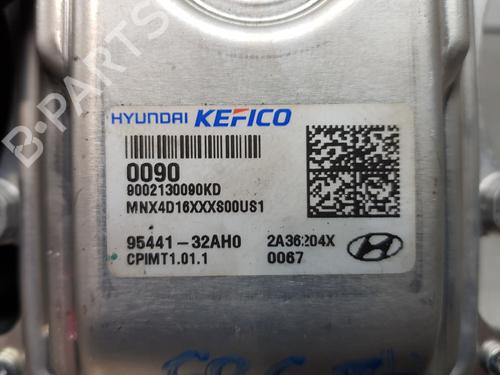 B-PARTS
HYUNDAI KEFICO
0090
9002130090KD
MNX4D16XXXS00US1
95441-32AH0 2A36204X
CPIMT1.01.1 0067